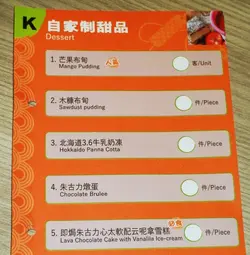 K 自家制甜品
Dessert
1. 芒果布甸
Mango Pudding
客/Unit
2. 木糠布甸
Sawdust pudding
件/Piece
3. 北海道3.6牛乳奶凍
Hokkaido Panna Cotta
件/Piece
4. 朱古力燉蛋
Chocolate Brulee
件/Piece
5. 即焗朱古力心太軟配云呢拿雪糕
Lava Chocolate Cake with Vanailla Ice-cream
件/Piece